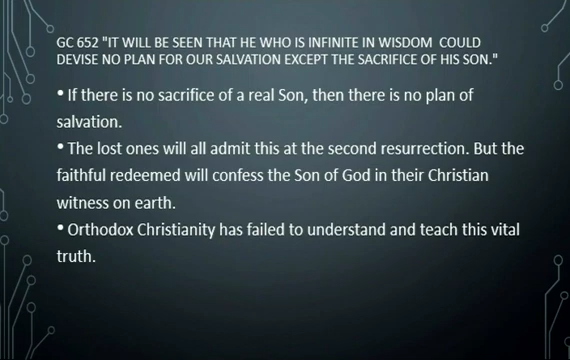 GC 652 "IT WILL BE SEEN THAT HE WHO IS INFINITE IN WISDOM COULD
DEVISE NO PLAN FOR OUR SALVATION EXCEPT THE SACRIFICE OF HIS SON."
• If there is no sacrifice of a real Son, then there is no plan of
salvation.
• The lost ones will all admit this at the second resurrection. But the
faithful redeemed will confess the Son of God in their Christian
witness on earth.
• Orthodox Christianity has failed to understand and teach this vital
truth.